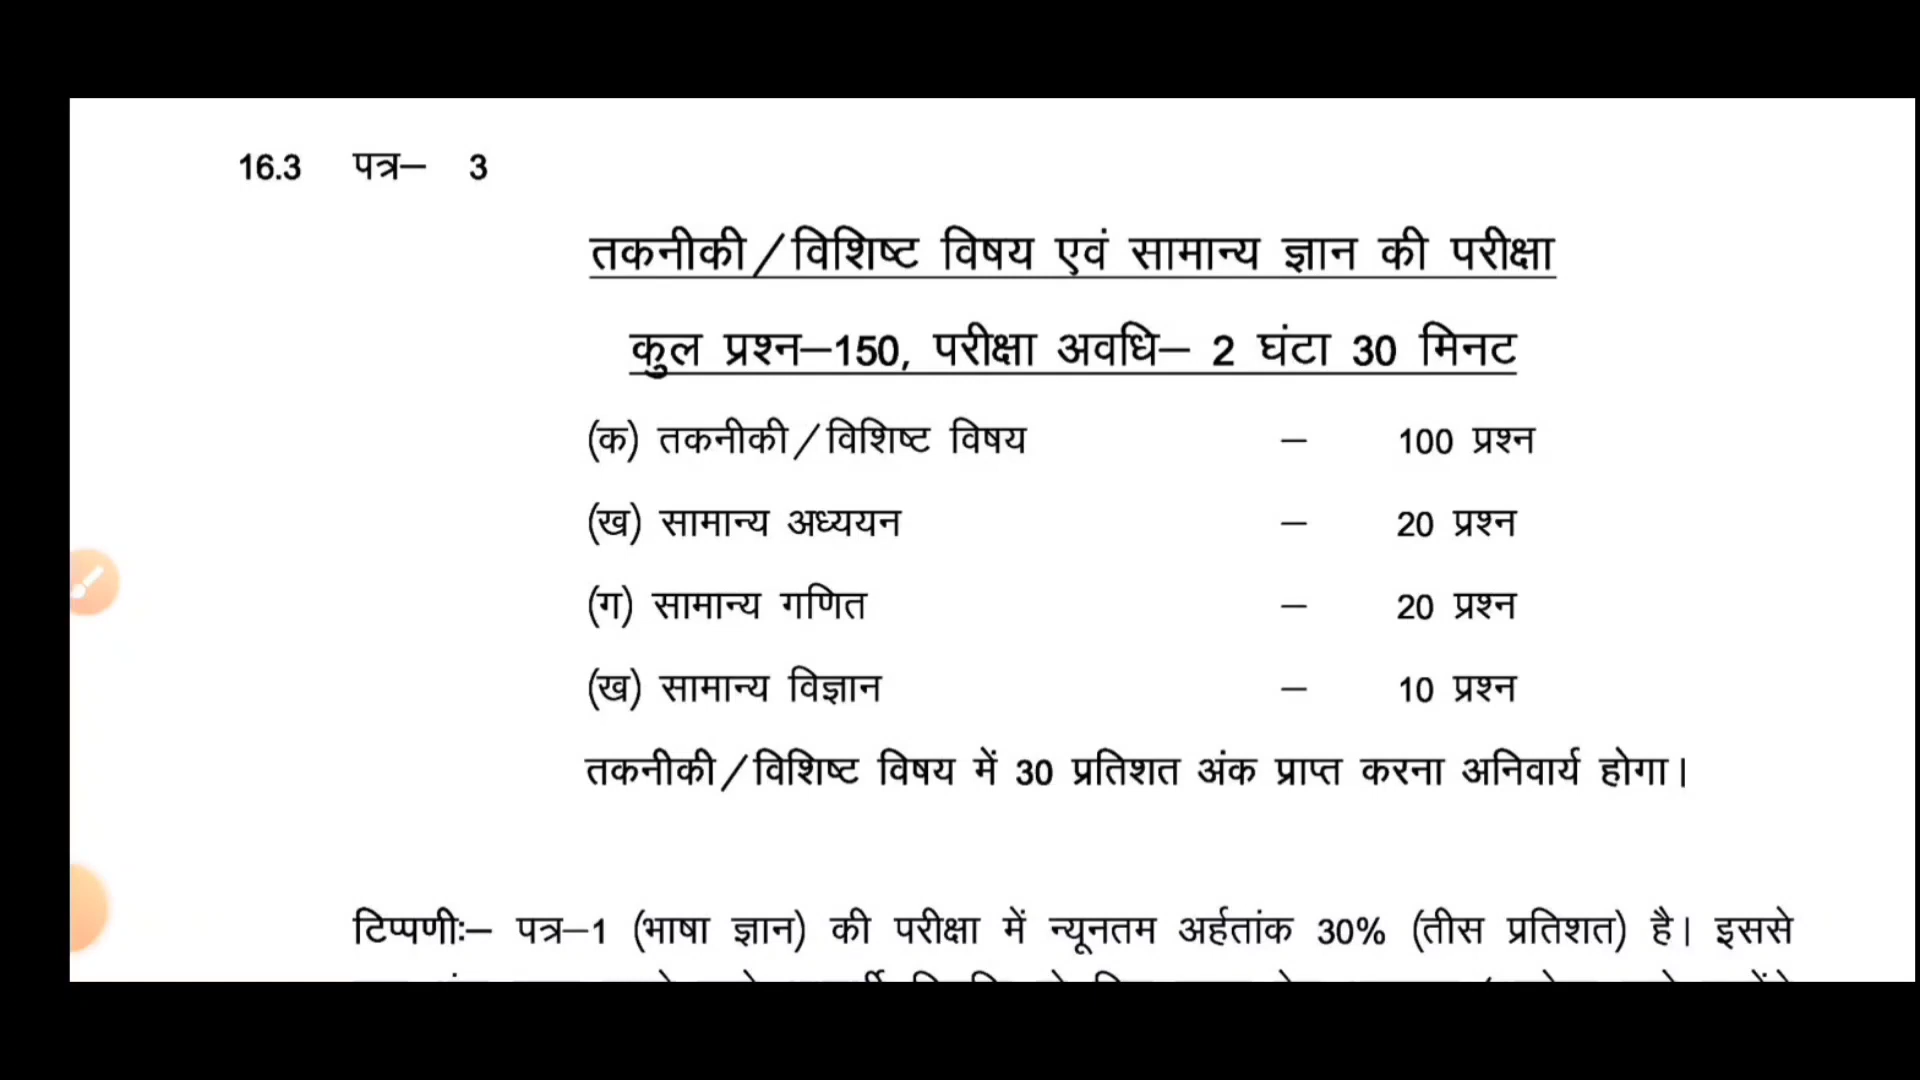 16.3 पत्र– 3
तकनीकी/विशिष्ट विषय एवं सामान्य ज्ञान की परीक्षा
कुल प्रश्न–150, परीक्षा अवधि– 2 घंटा 30 मिनट
(क) तकनीकी/विशिष्ट विषय – 100 प्रश्न
(ख) सामान्य अध्ययन – 20 प्रश्न
(ग) सामान्य गणित – 20 प्रश्न
(ख) सामान्य विज्ञान – 10 प्रश्न
तकनीकी/विशिष्ट विषय में 30 प्रतिशत अंक प्राप्त करना अनिवार्य होगा।
टिप्पणीः– पत्र–1 (भाषा ज्ञान) की परीक्षा में न्यूनतम अर्हतांक 30% (तीस प्रतिशत) है। इससे